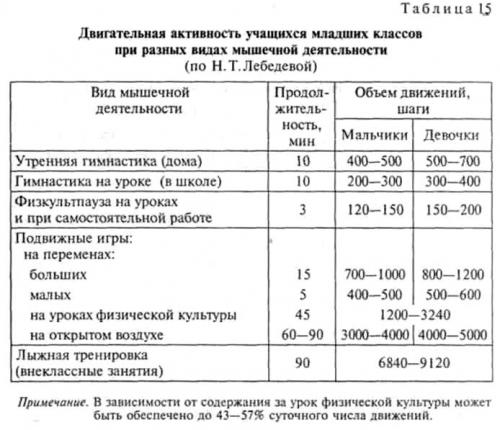 Таблица 15
Двигательная активность учащихся младших классов
при разных видах мышечной деятельности
(по Н. Т. Лебедевой)
Вид мышечной деятельности | Продол-житель-ность, мин | Объем движений, шаги
Мальчики | Девочки
Утренняя гимнастика (дома) | 10 | 400—500 | 500—700
Гимнастика на уроке (в школе) | 10 | 200—300 | 300—400
Физкультпауза на уроках
и при самостоятельной работе | 3 | 120—150 | 150—200
Подвижные игры:
на переменах:
больших | 15 | 700—1000 | 800—1200
малых | 5 | 400—500 | 500—600
на уроках физической культуры | 45 | 1200—3240
на открытом воздухе | 60—90 | 3000—4000 | 4000—5000
Лыжная тренировка
(внеклассные занятия) | 90 | 6840—9120
Примечание. В зависимости от содержания за урок физической культуры может
быть обеспечено до 43—57% суточного числа движений.